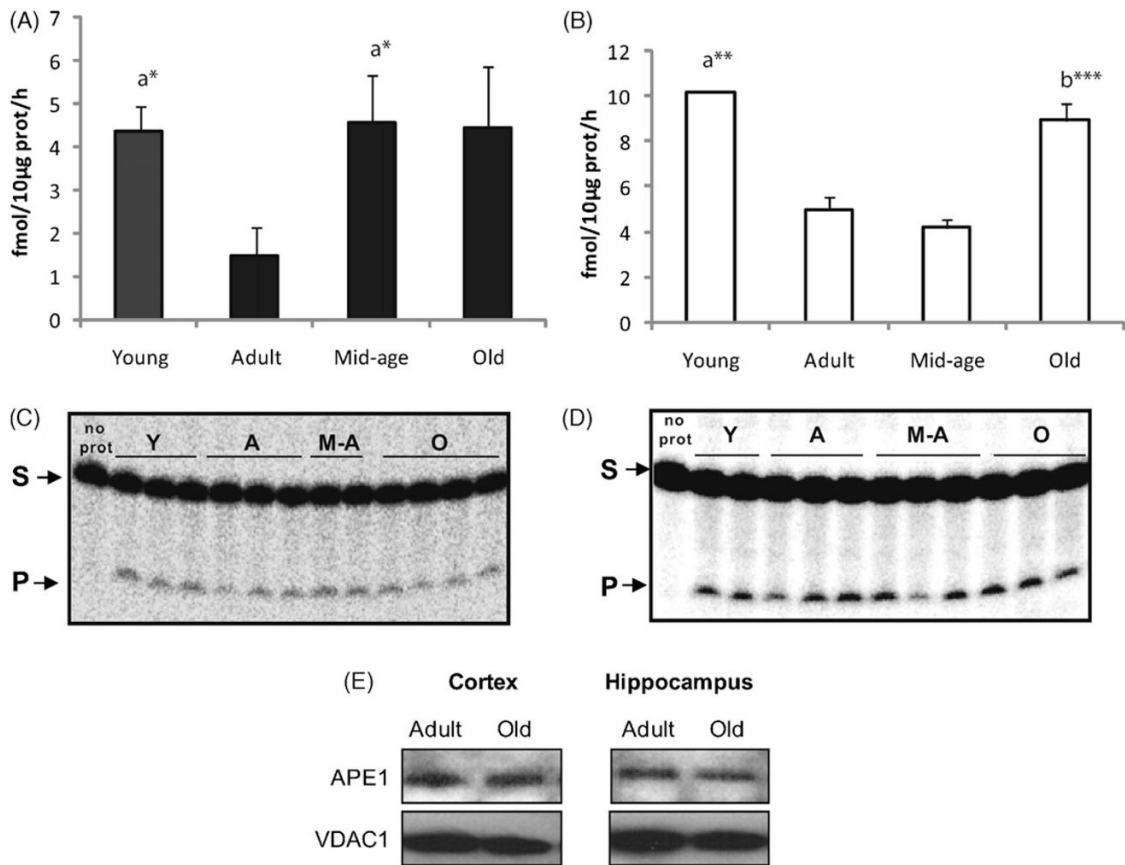 (A)
7
6
5
4
3
2
1
0
fmol/10µg prot/h
a*
a*
Young Adult Mid-age Old
(B)
12
10
8
6
4
2
0
fmol/10µg prot/h
a**
b***
Young Adult Mid-age Old
(C)
no prot
Y A M-A O
S
P
(D)
no prot
Y A M-A O
S
P
(E)
Cortex Hippocampus
Adult Old Adult Old
APE1
VDAC1